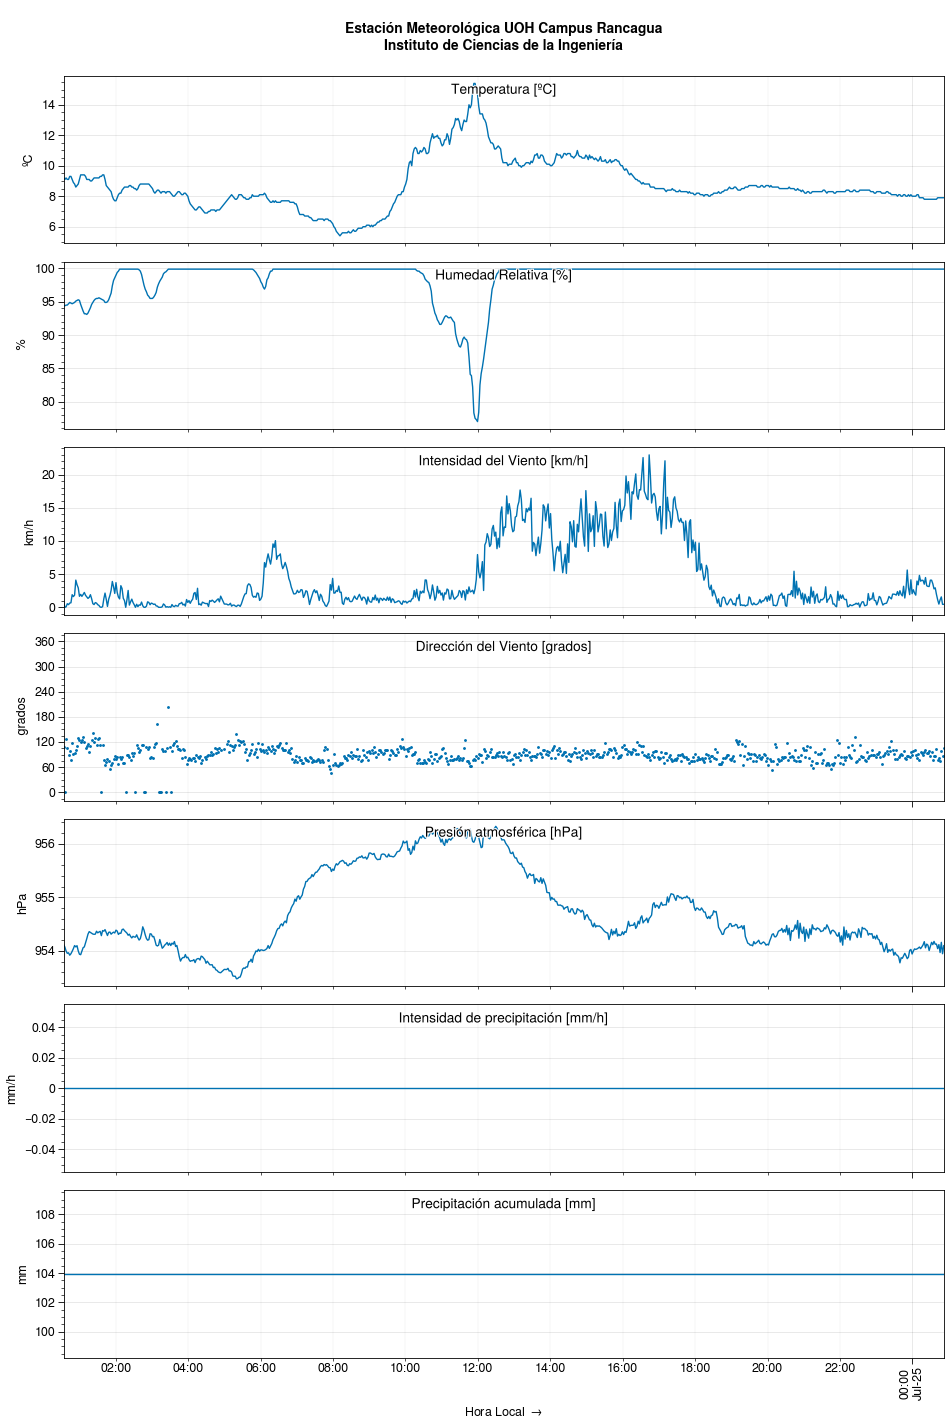 Estación Meteorológica UOH Campus Rancagua
Instituto de Ciencias de la Ingeniería
Temperatura [ºC]
ºC
14
12
10
8
6
Humedad Relativa [%]
%
100
95
90
85
80
Intensidad del Viento [km/h]
km/h
20
15
10
5
0
Dirección del Viento [grados]
grados
360
300
240
180
120
60
0
Presión atmosférica [hPa]
hPa
956
955
954
Intensidad de precipitación [mm/h]
mm/h
0.04
0.02
0
−0.02
−0.04
Precipitación acumulada [mm]
mm
108
106
104
102
100
02:00 04:00 06:00 08:00 10:00 12:00 14:00 16:00 18:00 20:00 22:00 00:00
Jul-25
Hora Local →